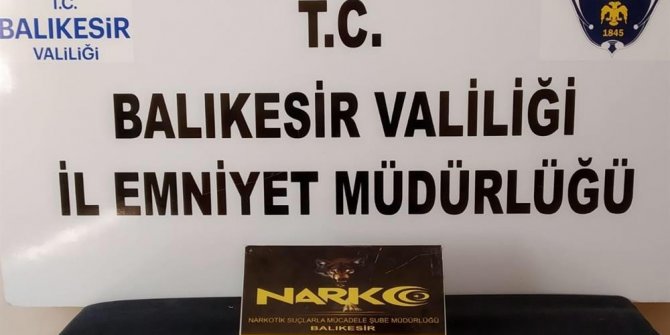 T.C.
BALIKESİR
VALİLİĞİ
T.C.
1845
BALIKESİR VALİLİĞİ
İL EMNİYET MÜDÜRLÜĞÜ
NARKO
NARKOTİK SUÇLARLA MÜCADELE ŞUBE MÜDÜRLÜĞÜ
BALIKESİR